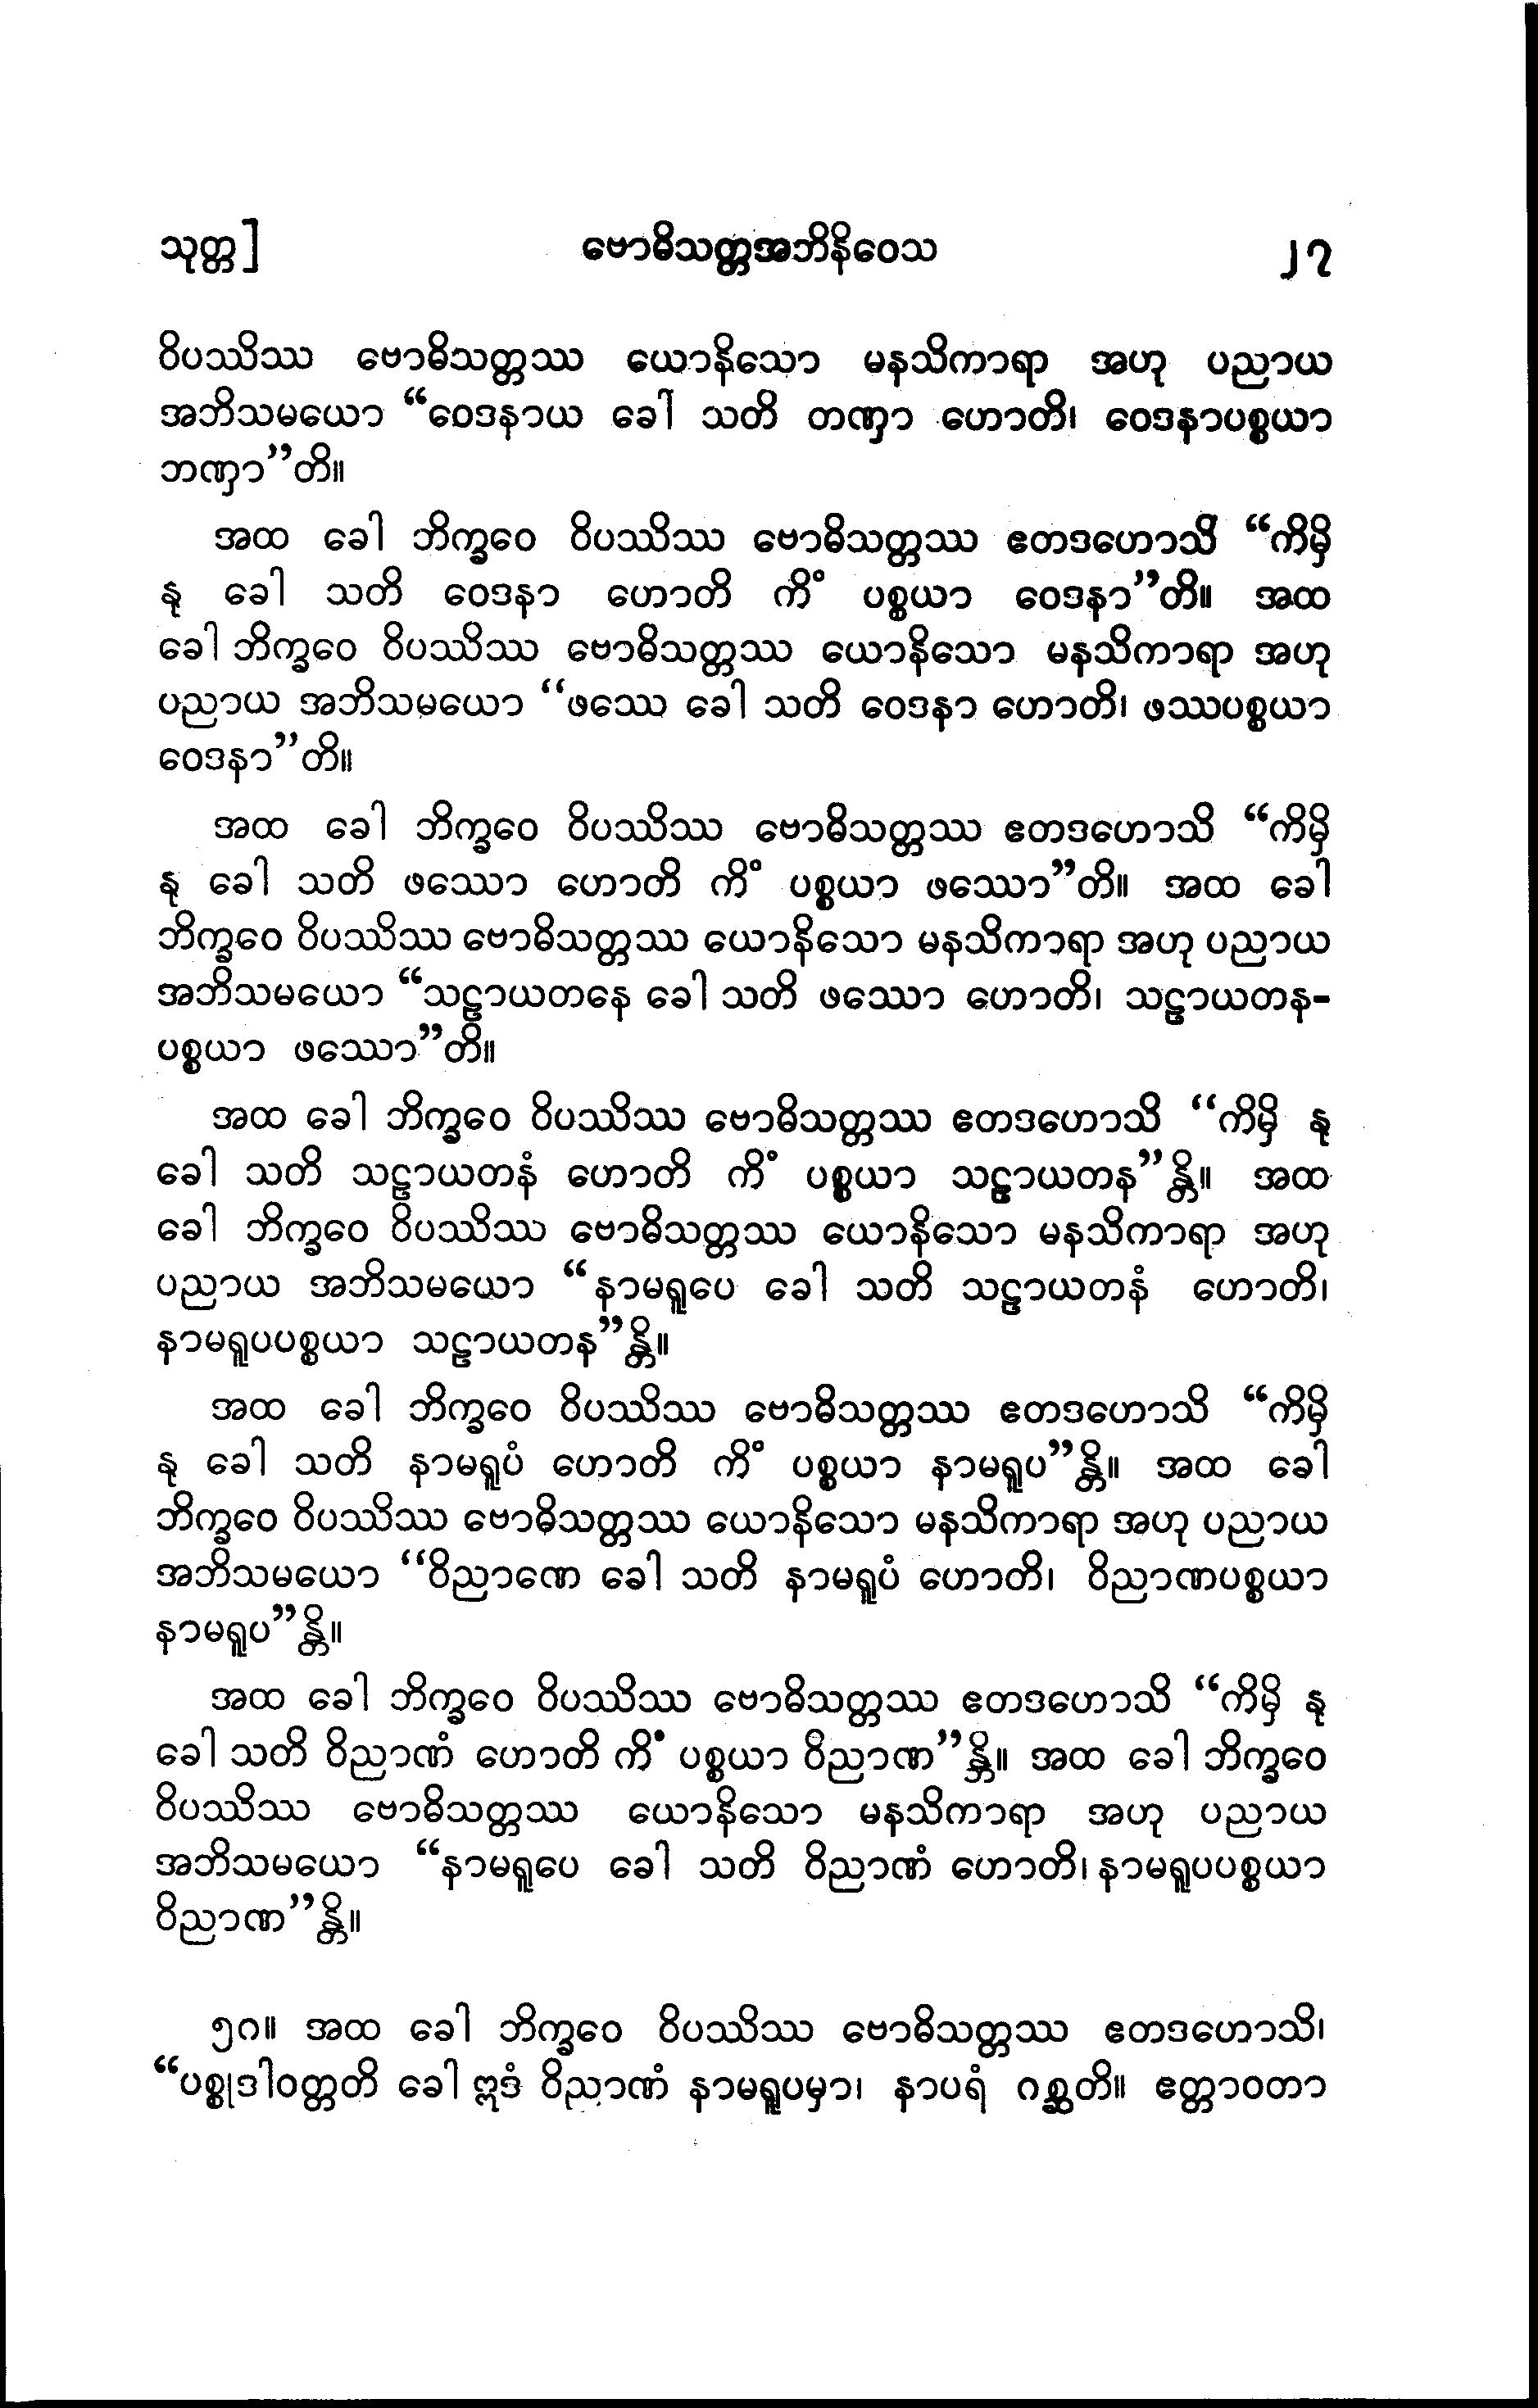 သုတ္တ] ဗောဓိသတ္တအဘိနိဝေသ ၂၇
ဝိပဿိဿ ဗောဓိသတ္တဿ ယောနိသော မနသိကာရာ အဟု ပညာယ
အဘိသမယော “ဝေဒနာယ ခေါ သတိ တဏှာ ဟောတိ၊ ဝေဒနာပစ္စယာ
ဘဏှာ”တိ။
အထ ခေါ ဘိက္ခဝေ ဝိပဿိဿ ဗောဓိသတ္တဿ ဧတဒဟောသိ “ကိမှိ
နု ခေါ သတိ ဝေဒနာ ဟောတိ ကိံ ပစ္စယာ ဝေဒနာ”တိ။ အထ
ခေါ ဘိက္ခဝေ ဝိပဿိဿ ဗောဓိသတ္တဿ ယောနိသော မနသိကာရာ အဟု
ပညာယ အဘိသမယော “ဖဿေ ခေါ သတိ ဝေဒနာ ဟောတိ၊ ဖဿပစ္စယာ
ဝေဒနာ”တိ။
အထ ခေါ ဘိက္ခဝေ ဝိပဿိဿ ဗောဓိသတ္တဿ ဧတဒဟောသိ “ကိမှိ
နု ခေါ သတိ ဖဿော ဟောတိ ကိံ ပစ္စယာ ဖဿော”တိ။ အထ ခေါ
ဘိက္ခဝေ ဝိပဿိဿ ဗောဓိသတ္တဿ ယောနိသော မနသိကာရာ အဟု ပညာယ
အဘိသမယော “သဠာယတနေ ခေါ သတိ ဖဿော ဟောတိ၊ သဠာယတန-
ပစ္စယာ ဖဿော”တိ။
အထ ခေါ ဘိက္ခဝေ ဝိပဿိဿ ဗောဓိသတ္တဿ ဧတဒဟောသိ “ကိမှိ နု
ခေါ သတိ သဠာယတနံ ဟောတိ ကိံ ပစ္စယာ သဠာယတန”န္တိ။ အထ
ခေါ ဘိက္ခဝေ ဝိပဿိဿ ဗောဓိသတ္တဿ ယောနိသော မနသိကာရာ အဟု
ပညာယ အဘိသမယော “နာမရူပေ ခေါ သတိ သဠာယတနံ ဟောတိ၊
နာမရူပပစ္စယာ သဠာယတန”န္တိ။
အထ ခေါ ဘိက္ခဝေ ဝိပဿိဿ ဗောဓိသတ္တဿ ဧတဒဟောသိ “ကိမှိ
နု ခေါ သတိ နာမရူပံ ဟောတိ ကိံ ပစ္စယာ နာမရူပ”န္တိ။ အထ ခေါ
ဘိက္ခဝေ ဝိပဿိဿ ဗောဓိသတ္တဿ ယောနိသော မနသိကာရာ အဟု ပညာယ
အဘိသမယော “ဝိညာဏေ ခေါ သတိ နာမရူပံ ဟောတိ၊ ဝိညာဏပစ္စယာ
နာမရူပ”န္တိ။
အထ ခေါ ဘိက္ခဝေ ဝိပဿိဿ ဗောဓိသတ္တဿ ဧတဒဟောသိ “ကိမှိ နု
ခေါ သတိ ဝိညာဏံ ဟောတိ ကိံ ပစ္စယာ ဝိညာဏ”န္တိ။ အထ ခေါ ဘိက္ခဝေ
ဝိပဿိဿ ဗောဓိသတ္တဿ ယောနိသော မနသိကာရာ အဟု ပညာယ
အဘိသမယော “နာမရူပေ ခေါ သတိ ဝိညာဏံ ဟောတိ၊ နာမရူပပစ္စယာ
ဝိညာဏ”န္တိ။
၅၈။ အထ ခေါ ဘိက္ခဝေ ဝိပဿိဿ ဗောဓိသတ္တဿ ဧတဒဟောသိ၊
“ပစ္စုဒါဝတ္တတိ ခေါ ဣဒံ ဝိညာဏံ နာမရူပမှာ၊ နာပရံ ဂစ္ဆတိ။ ဧတ္တာဝတာ